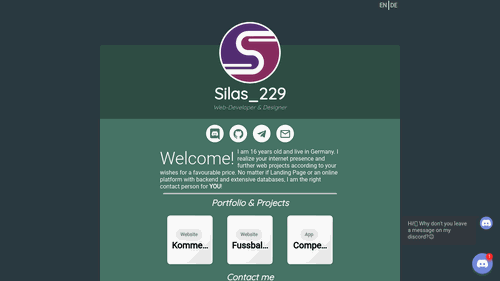 EN|DE
Silas_229
Web-Developer & Designer
Welcome! I am 16 years old and live in Germany. I
realize your internet presence and
further web projects according to your
wishes for a favourable price. No matter if Landing Page or an online
platform with backend and extensive databases, I am the right
contact person for YOU!
Portfolio & Projects
Website
Komme...
Website
Fussbal...
App
Compe...
Contact me
Hi! Why don't you leave
a message on my
discord?